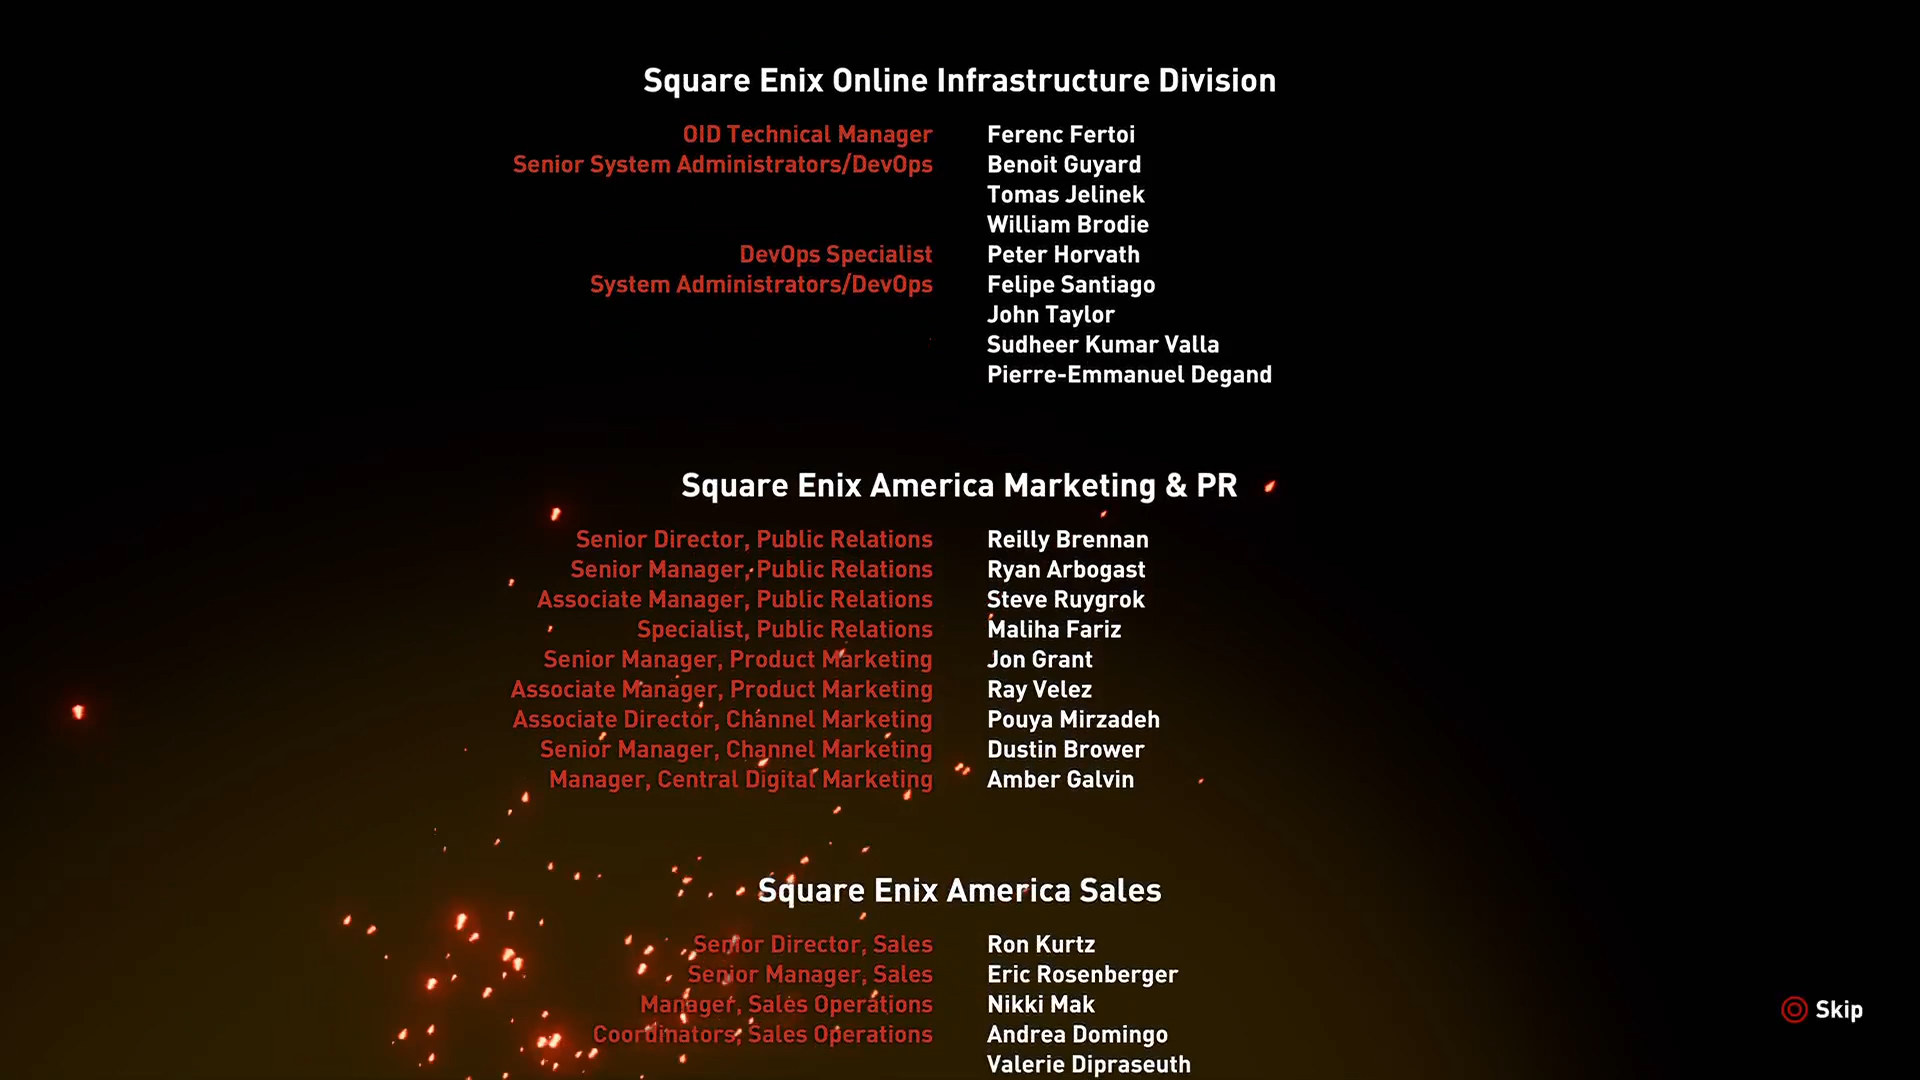 Square Enix Online Infrastructure Division
OID Technical Manager Ferenc Fertoi
Senior System Administrators/DevOps Benoit Guyard
Tomas Jelinek
William Brodie
DevOps Specialist Peter Horvath
System Administrators/DevOps Felipe Santiago
John Taylor
Sudheer Kumar Valla
Pierre-Emmanuel Degand
Square Enix America Marketing & PR
Senior Director, Public Relations Reilly Brennan
Senior Manager, Public Relations Ryan Arbogast
Associate Manager, Public Relations Steve Ruygrok
Specialist, Public Relations Maliha Fariz
Senior Manager, Product Marketing Jon Grant
Associate Manager, Product Marketing Ray Velez
Associate Director, Channel Marketing Pouya Mirzadeh
Senior Manager, Channel Marketing Dustin Brower
Manager, Central Digital Marketing Amber Galvin
Square Enix America Sales
Senior Director, Sales Ron Kurtz
Senior Manager, Sales Eric Rosenberger
Manager, Sales Operations Nikki Mak
Coordinators, Sales Operations Andrea Domingo
Valerie Dipraseuth
Skip